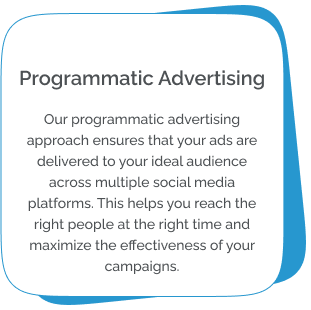 Programmatic Advertising
Our programmatic advertising
approach ensures that your ads are
delivered to your ideal audience
across multiple social media
platforms. This helps you reach the
right people at the right time and
maximize the effectiveness of your
campaigns.